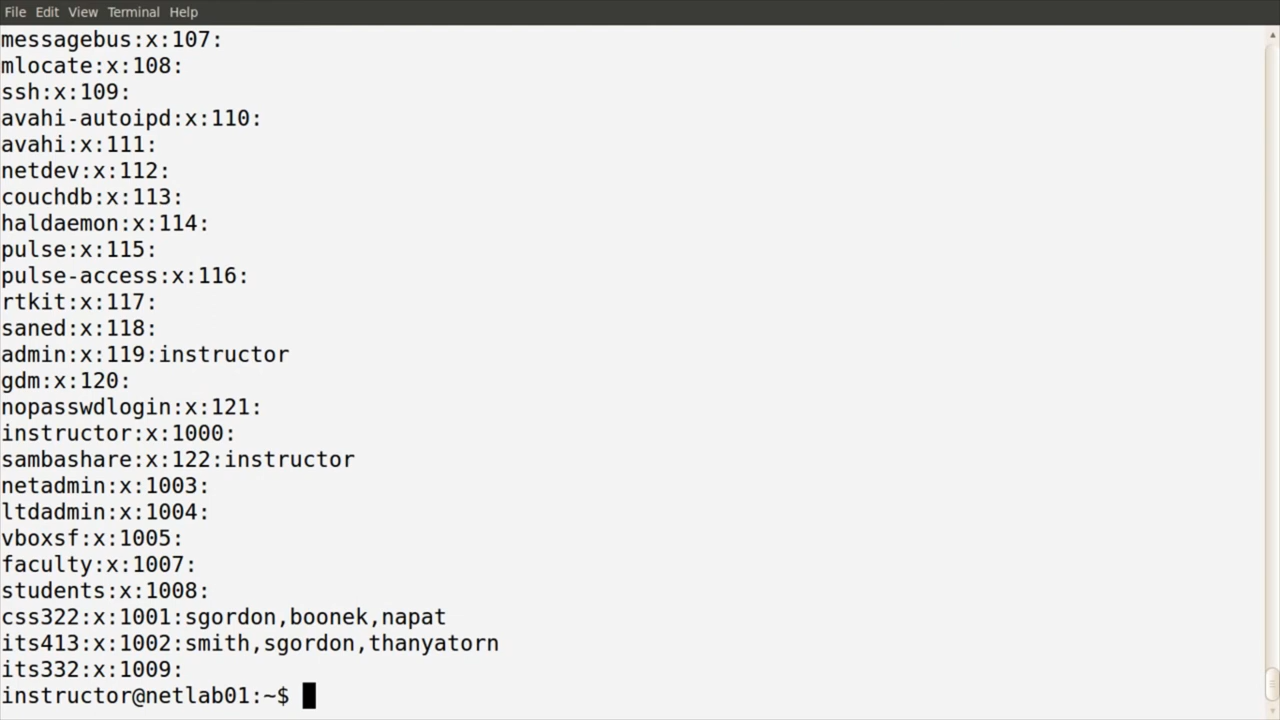 File Edit View Terminal Help
messagebus:x:107:
mlocate:x:108:
ssh:x:109:
avahi-autoipd:x:110:
avahi:x:111:
netdev:x:112:
couchdb:x:113:
haldaemon:x:114:
pulse:x:115:
pulse-access:x:116:
rtkit:x:117:
saned:x:118:
admin:x:119:instructor
gdm:x:120:
nopasswdlogin:x:121:
instructor:x:1000:
sambashare:x:122:instructor
netadmin:x:1003:
ltdadmin:x:1004:
vboxsf:x:1005:
faculty:x:1007:
students:x:1008:
css322:x:1001:sgordon,boonek,napat
its413:x:1002:smith,sgordon,thanyatorn
its332:x:1009:
instructor@netlab01:~$